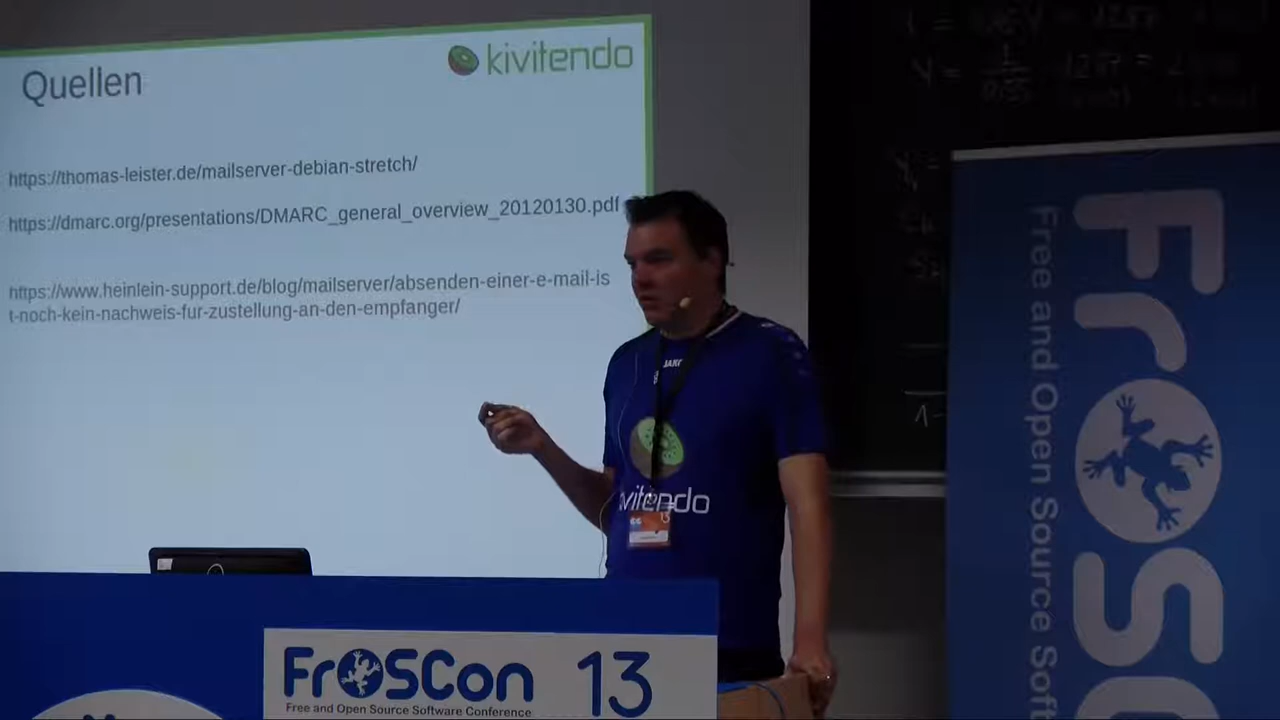 Quellen
kivitendo
https://thomas-leister.de/mailserver-debian-stretch/
https://dmarc.org/presentations/DMARC_general_overview_20120130.pdf
https://www.heinlein-support.de/blog/mailserver/absenden-einer-e-mail-is
t-noch-kein-nachweis-fur-zustellung-an-den-empfanger/
JAKO
kivitendo
FrOSCon 13
Free and Open Source Software Conference
FrOSC
Free and Open Source Soft